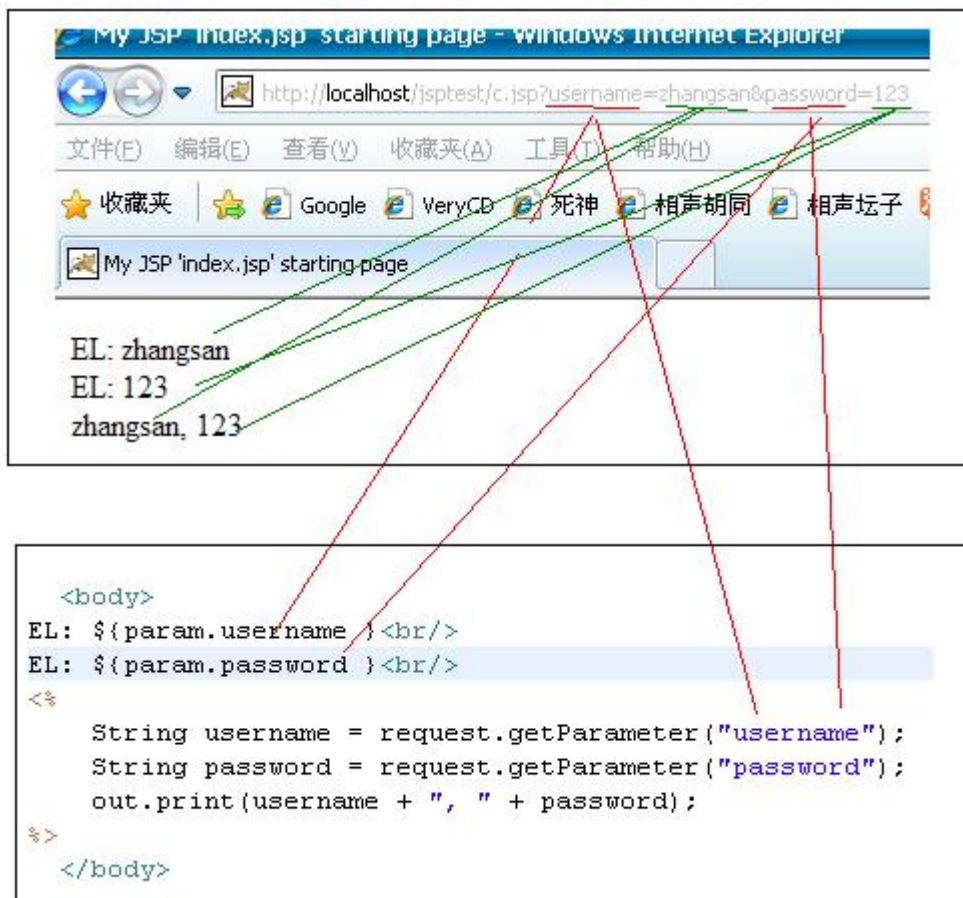 My JSP 'index.jsp' starting page - Windows Internet Explorer
http://localhost/jsptest/c.jsp?username=zhangsan&password=123
文件(F) 编辑(E) 查看(V) 收藏夹(A) 工具(T) 帮助(H)
收藏夹 Google VeryCD 死神 相声胡同 相声坛子
My JSP 'index.jsp' starting page
EL: zhangsan
EL: 123
zhangsan, 123
<body>
EL: ${param.username }<br/>
EL: ${param.password }<br/>
<%
String username = request.getParameter("username");
String password = request.getParameter("password");
out.print(username + ", " + password);
%>
</body>